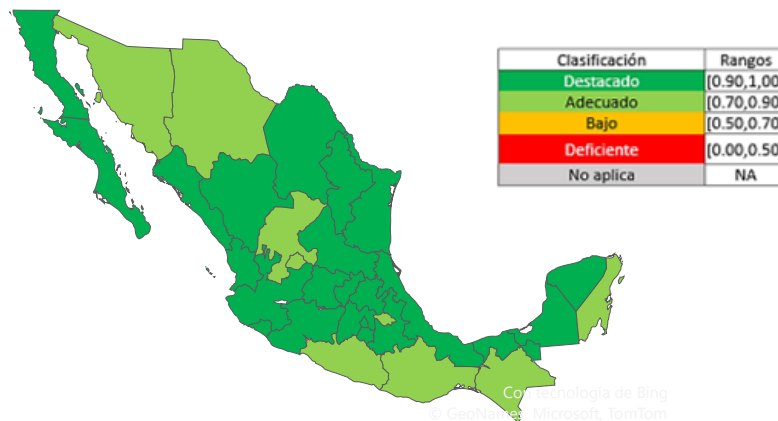 Clasificación Rangos
Destacado [0.90,1,00
Adecuado [0.70,0.90
Bajo [0.50,0.70
Deficiente [0.00,0.50
No aplica NA
Con tecnología de Bing
© GeoNames, Microsoft, TomTom